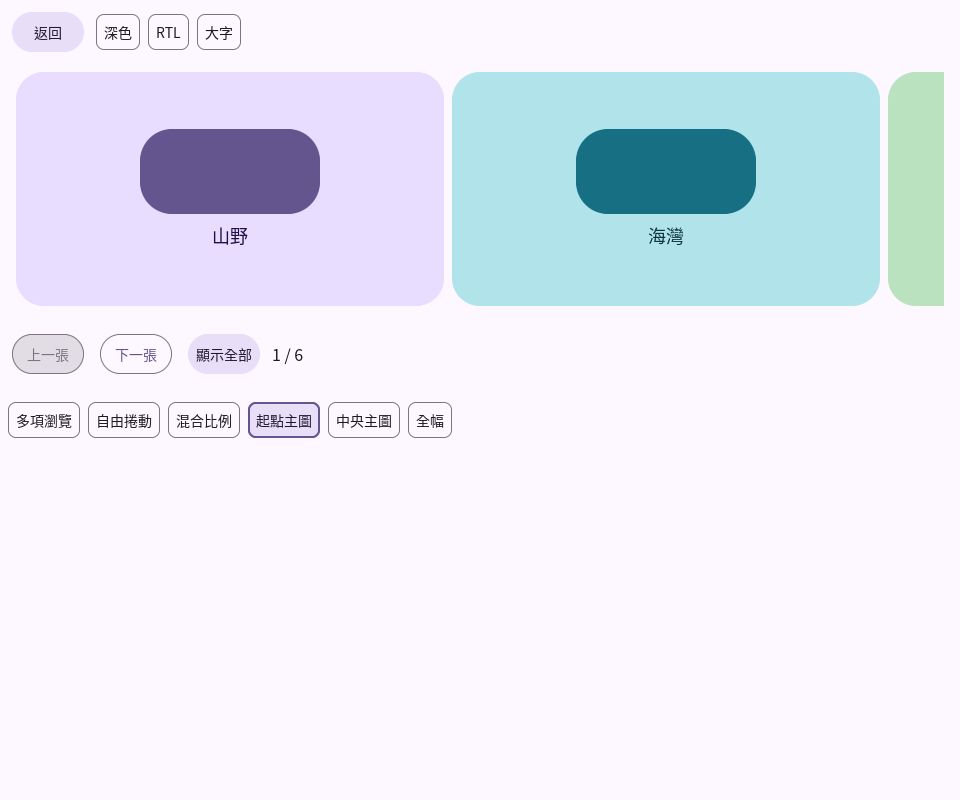 返回 深色 RTL 大字
山野 海灣
上一張 下一張 顯示全部 1 / 6
多項瀏覽 自由捲動 混合比例 起點主圖 中央主圖 全幅